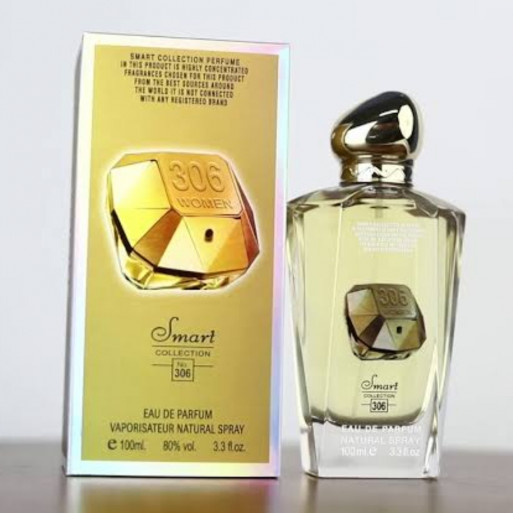 SMART COLLECTION PERFUME
IN THIS PRODUCT IS HIGHLY CONCENTRATED
FRAGRANCES CHOSEN FOR THIS PRODUCT
FROM THE BEST SOURCES AROUND
THE WORLD IT IS NOT CONNECTED
WITH ANY REGISTERED BRAND
306
WOMEN
Smart
COLLECTION
No.
306
EAU DE PARFUM
VAPORISATEUR NATURAL SPRAY
e 100ml. 80% vol. 3.3 fl.oz.
306
WOMEN
Smart
COLLECTION
306
EAU DE PARFUM
NATURAL SPRAY
100ml. e 3.3 fl.oz.